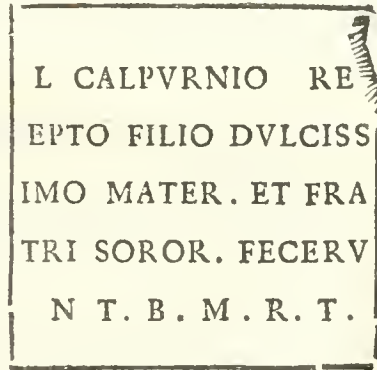 L CALPVRNIO RE
EPTO FILIO DVLCISS
IMO MATER. ET FRA
TRI SOROR. FECERV
N T. B. M. R. T.